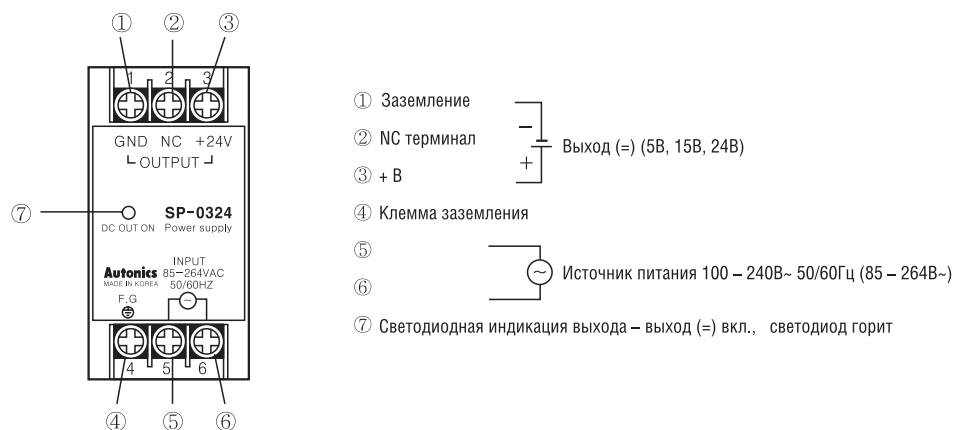 ① ② ③
1 2 3
GND NC +24V
OUTPUT
⑦
DC OUT ON
SP-0324
Power supply
Autonics
MADE IN KOREA
INPUT
85-264VAC
50/60HZ
~
F.G
4 5 6
④ ⑤ ⑥
① Заземление
② NC терминал
③ + В
−
+
Выход (=) (5В, 15В, 24В)
④ Клемма заземления
⑤
⑥
~
Источник питания 100 – 240В~ 50/60Гц (85 – 264В~)
⑦ Светодиодная индикация выхода – выход (=) вкл., светодиод горит